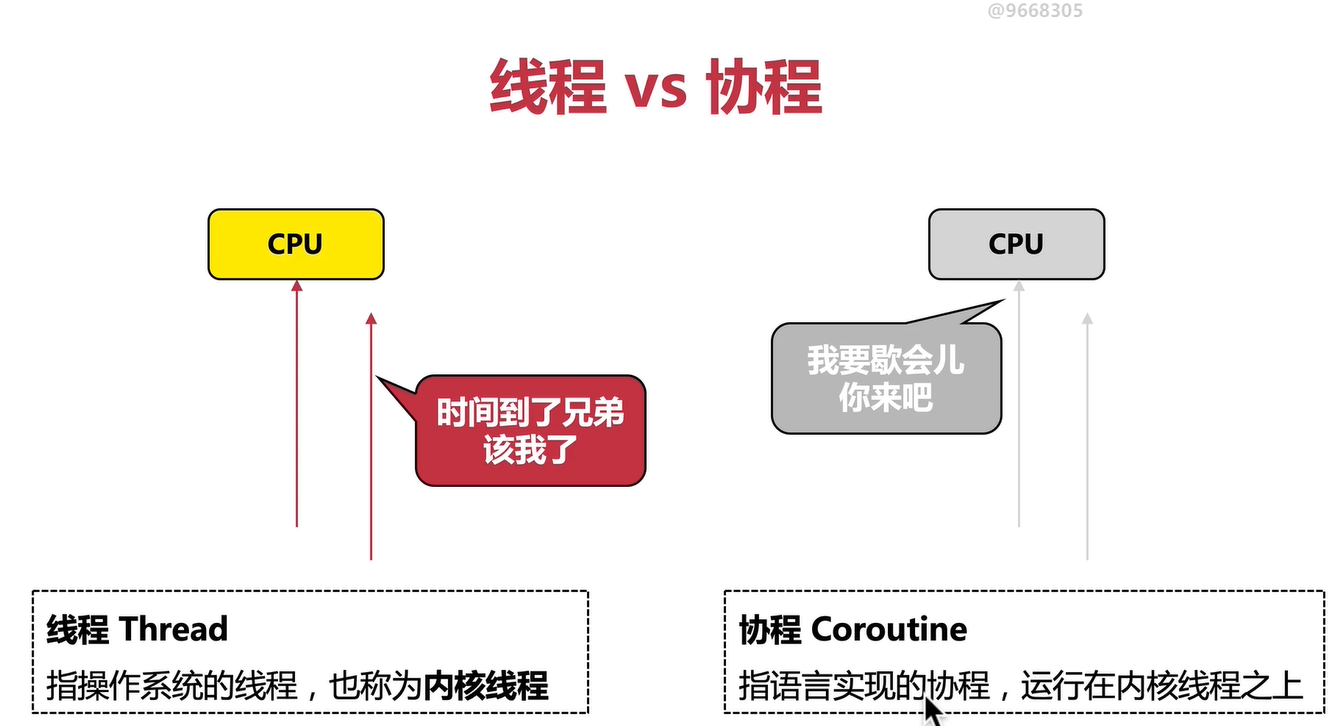 @9668305
线程 vs 协程
CPU
CPU
我要歇会儿
你来吧
时间到了兄弟
该我了
线程 Thread
指操作系统的线程，也称为内核线程
协程 Coroutine
指语言实现的协程，运行在内核线程之上